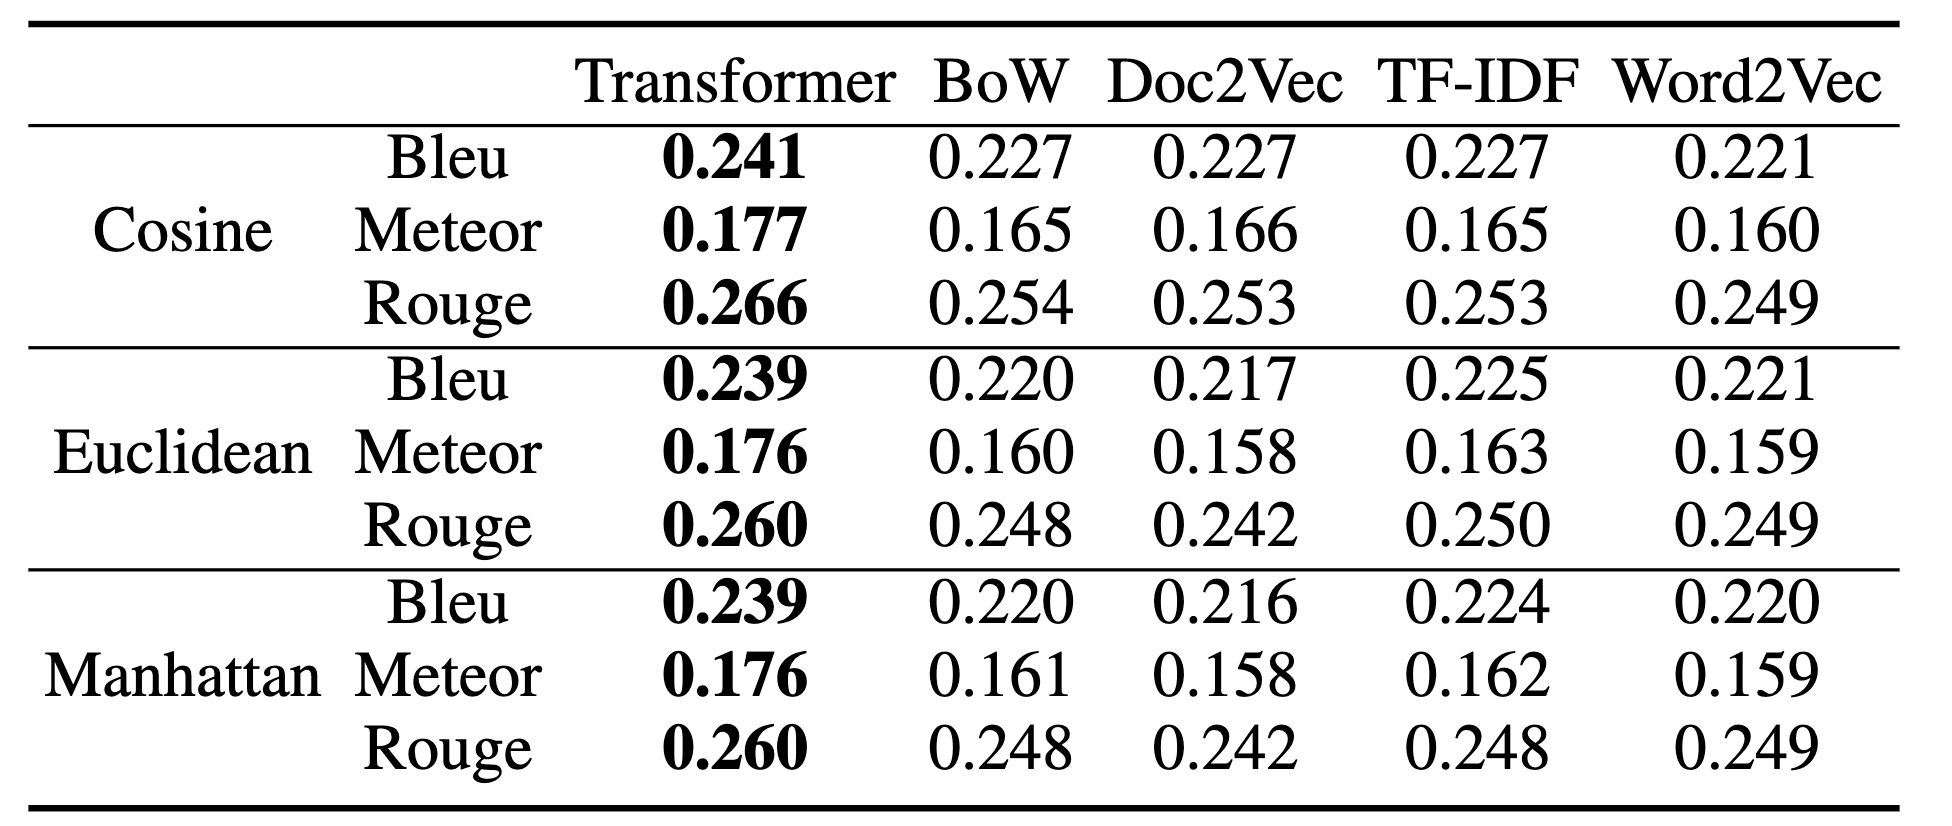 Transformer BoW Doc2Vec TF-IDF Word2Vec
Bleu 0.241 0.227 0.227 0.227 0.221
Cosine Meteor 0.177 0.165 0.166 0.165 0.160
Rouge 0.266 0.254 0.253 0.253 0.249
Bleu 0.239 0.220 0.217 0.225 0.221
Euclidean Meteor 0.176 0.160 0.158 0.163 0.159
Rouge 0.260 0.248 0.242 0.250 0.249
Bleu 0.239 0.220 0.216 0.224 0.220
Manhattan Meteor 0.176 0.161 0.158 0.162 0.159
Rouge 0.260 0.248 0.242 0.248 0.249